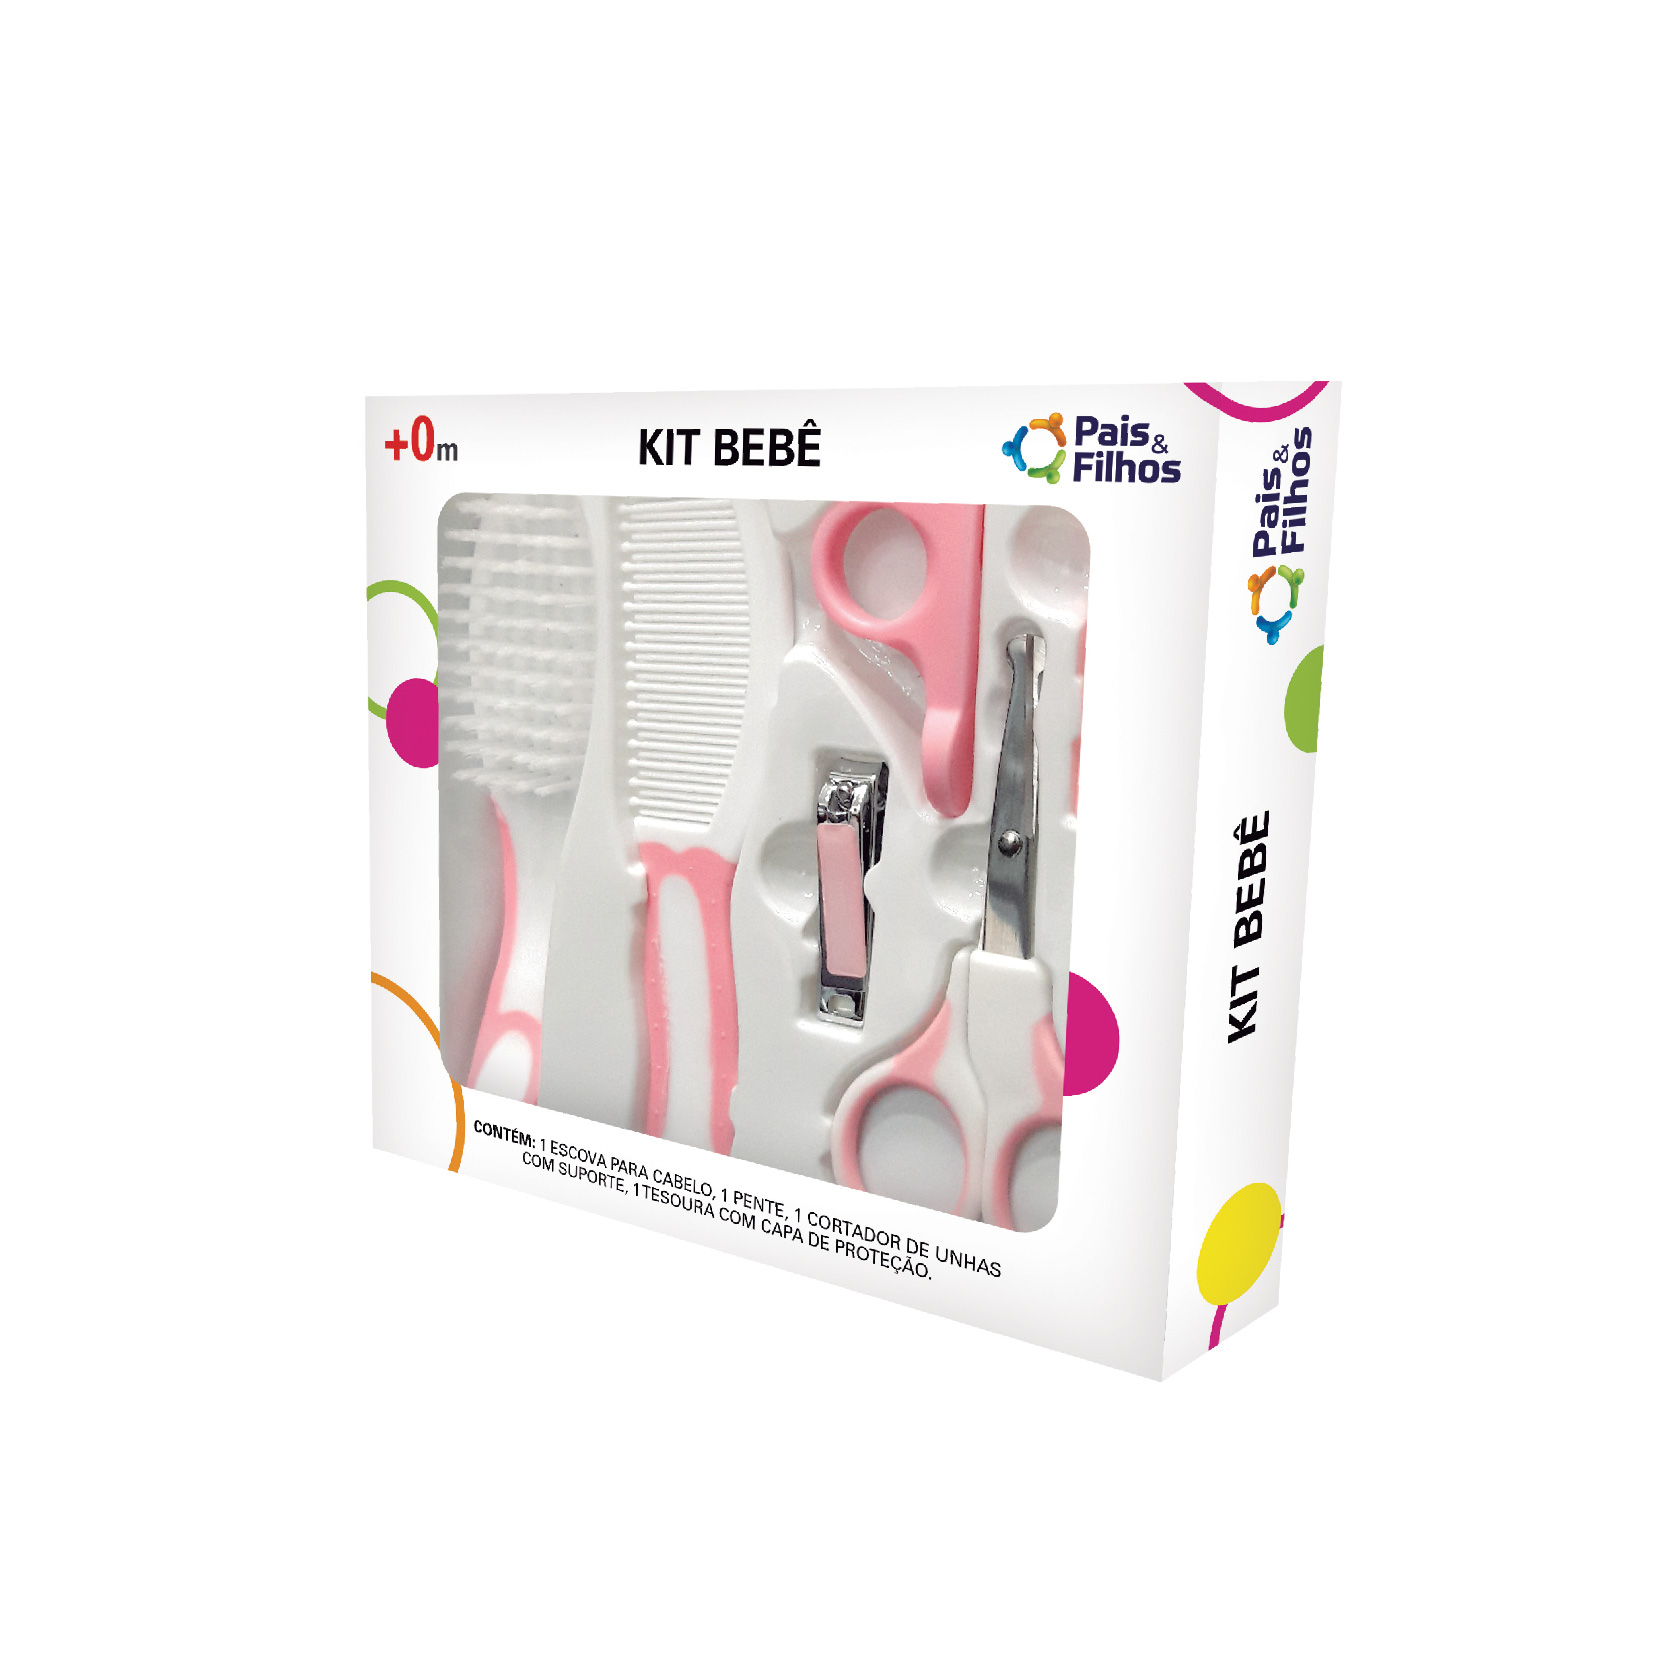 +0m
KIT BEBÊ
Pais &
Filhos
CONTÉM: 1 ESCOVA PARA CABELO, 1 PENTE, 1 CORTADOR DE UNHAS
COM SUPORTE, 1TESOURA COM CAPA DE PROTEÇÃO.
Pais &
Filhos
KIT BEBÊ